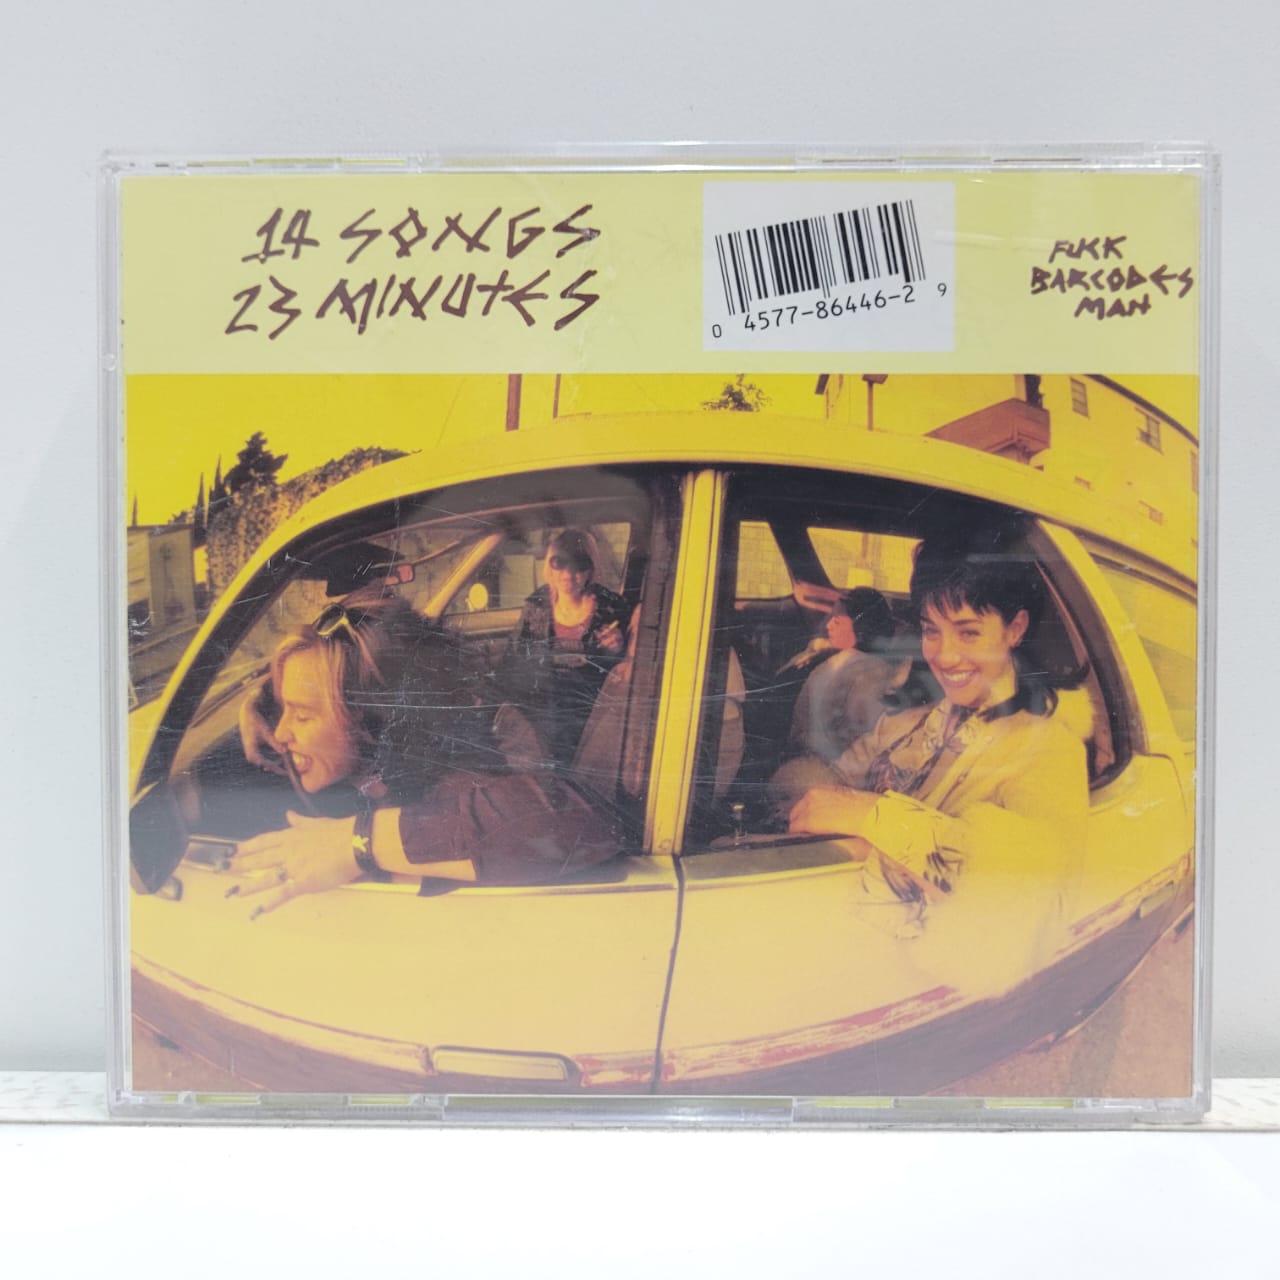 14 SONGS
23 MINUTES
0 4577-86446-2 9
FUCK
BARCODES
MAN